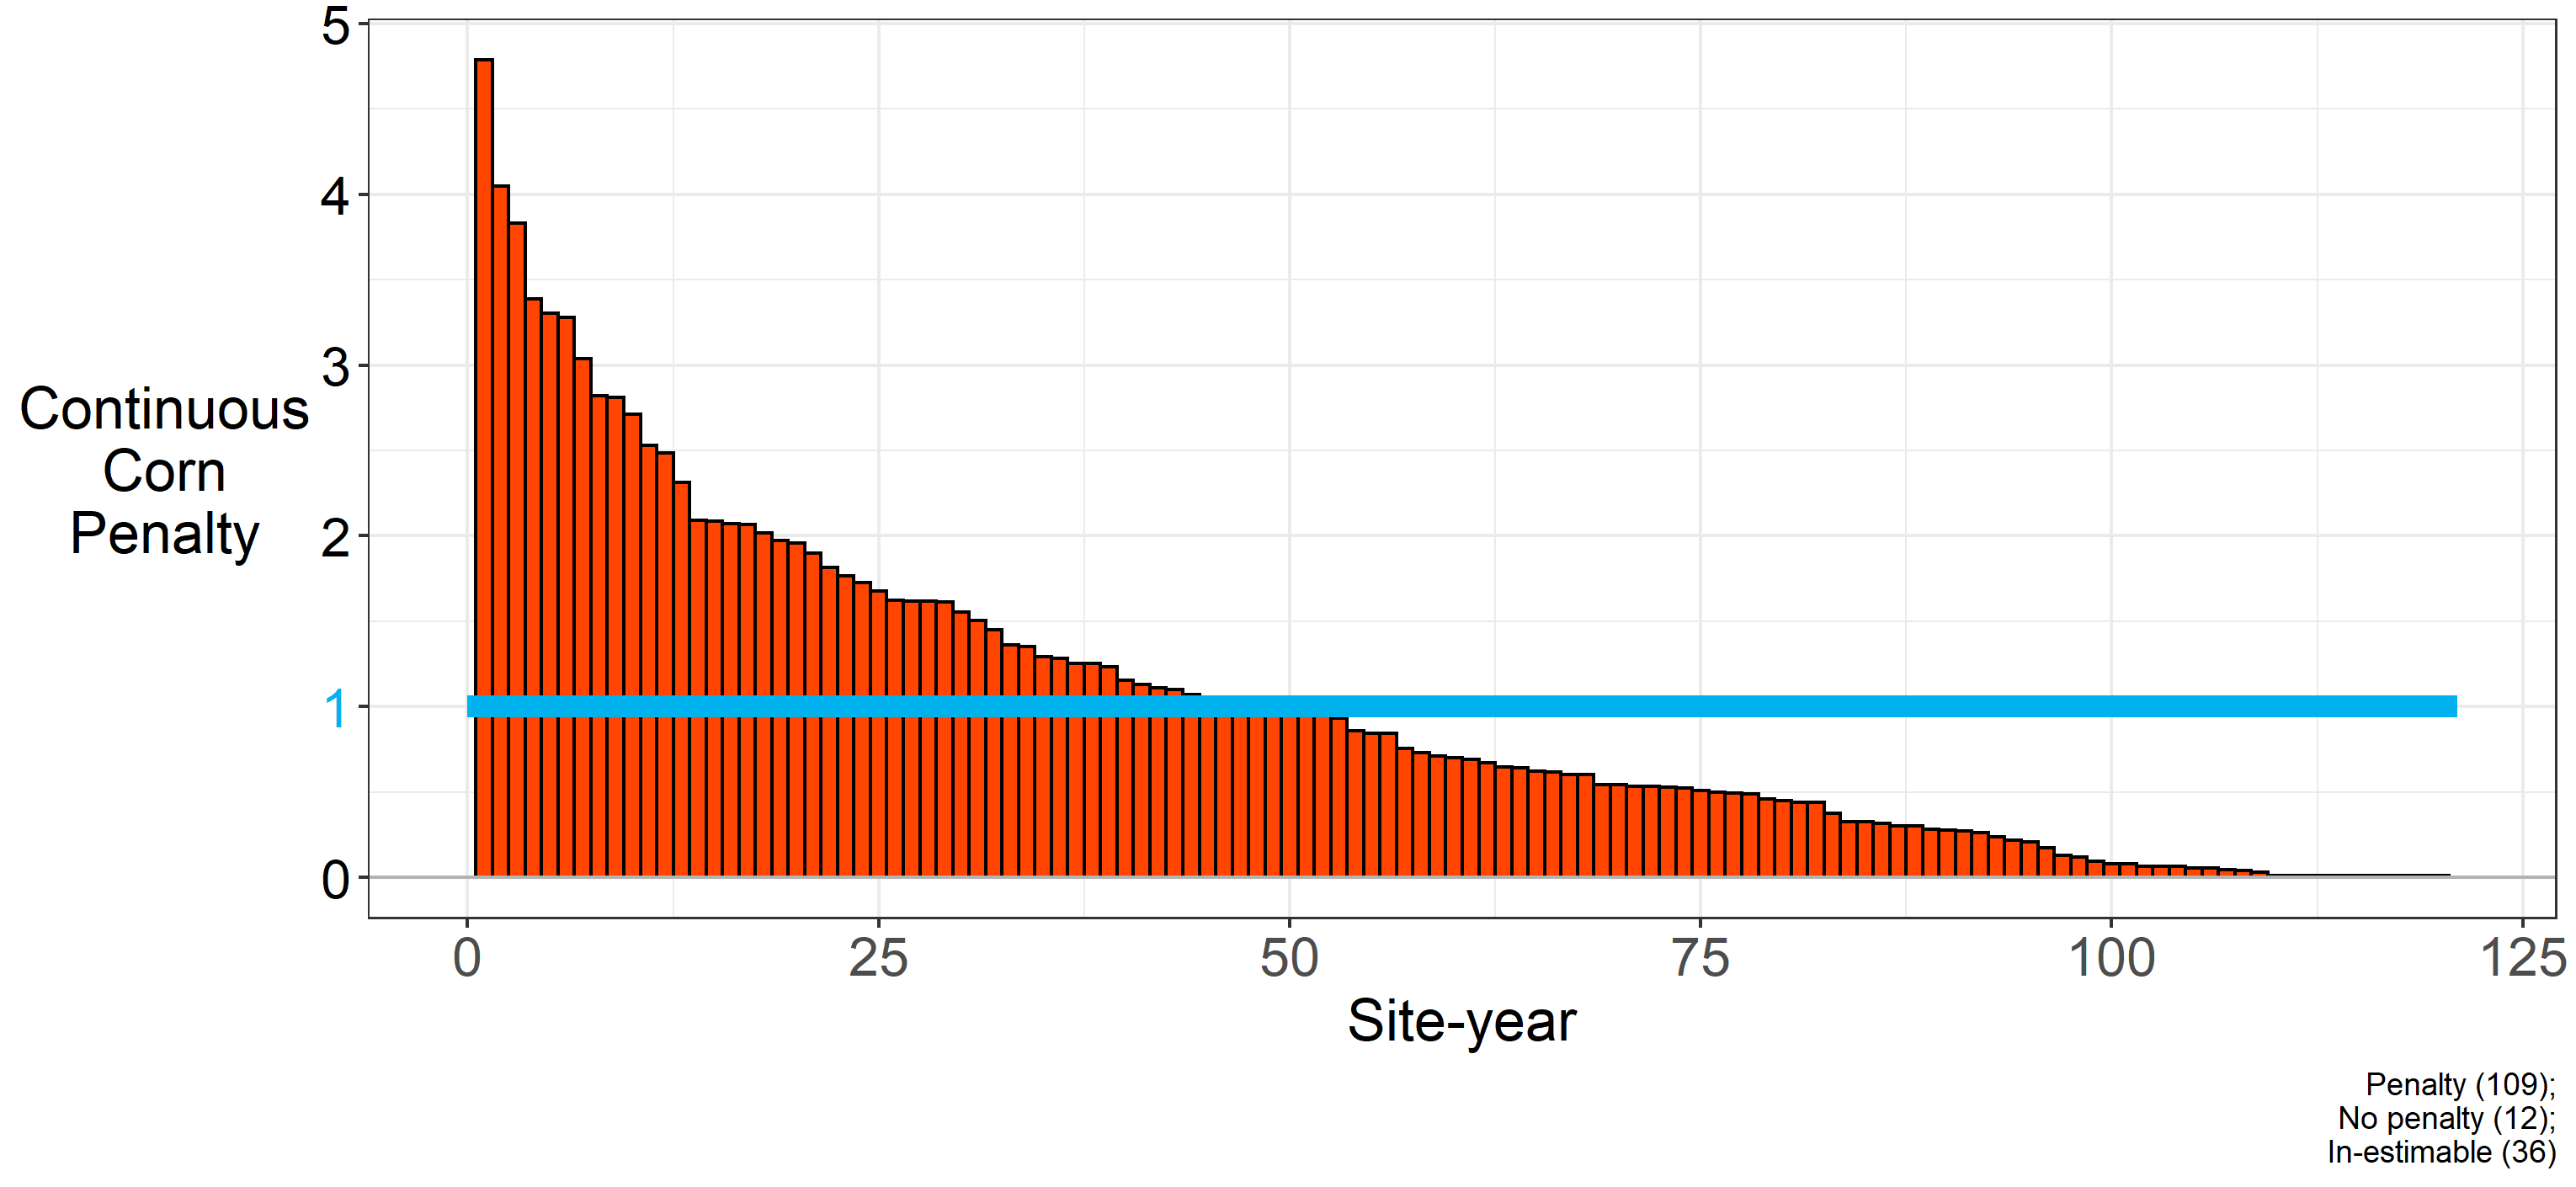 5
4
3
2
1
0
Continuous
Corn
Penalty
0 25 50 75 100 125
Site-year
Penalty (109);
No penalty (12);
In-estimable (36)